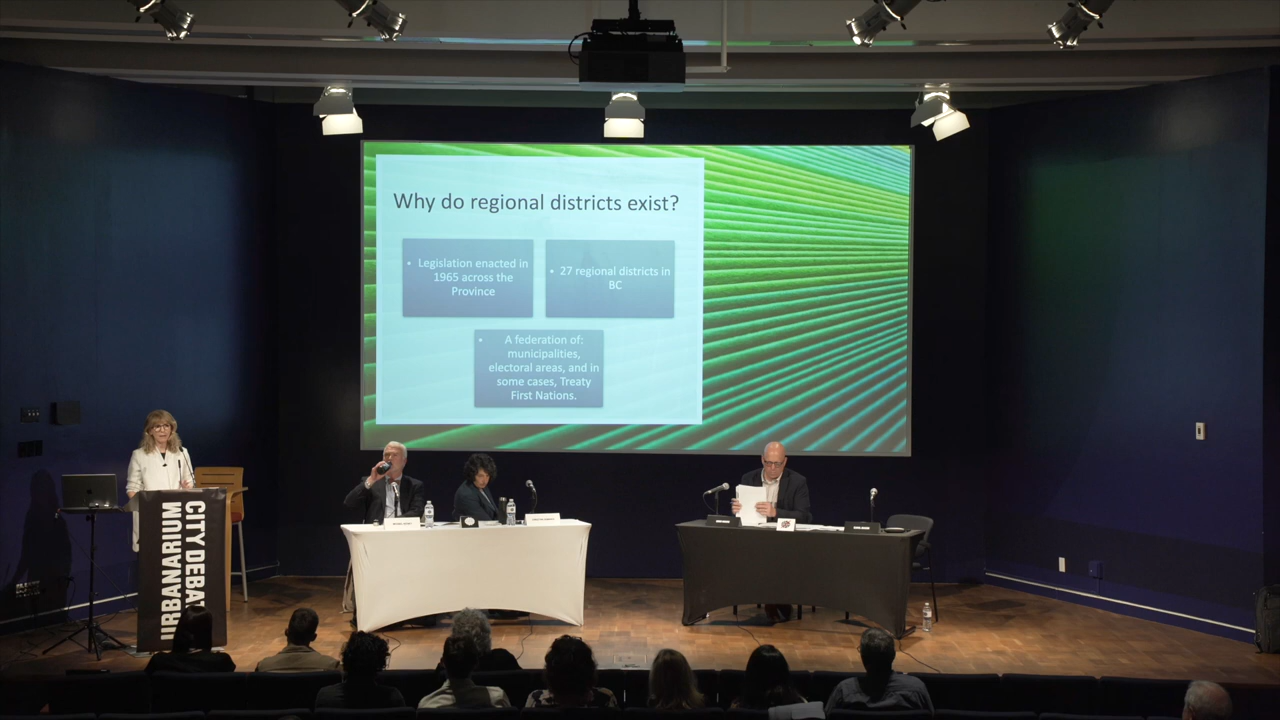 Why do regional districts exist?
• Legislation enacted in
1965 across the
Province
• 27 regional districts in
BC
• A federation of:
municipalities,
electoral areas, and in
some cases, Treaty
First Nations.
URBANARIUM
CITY DEBAT